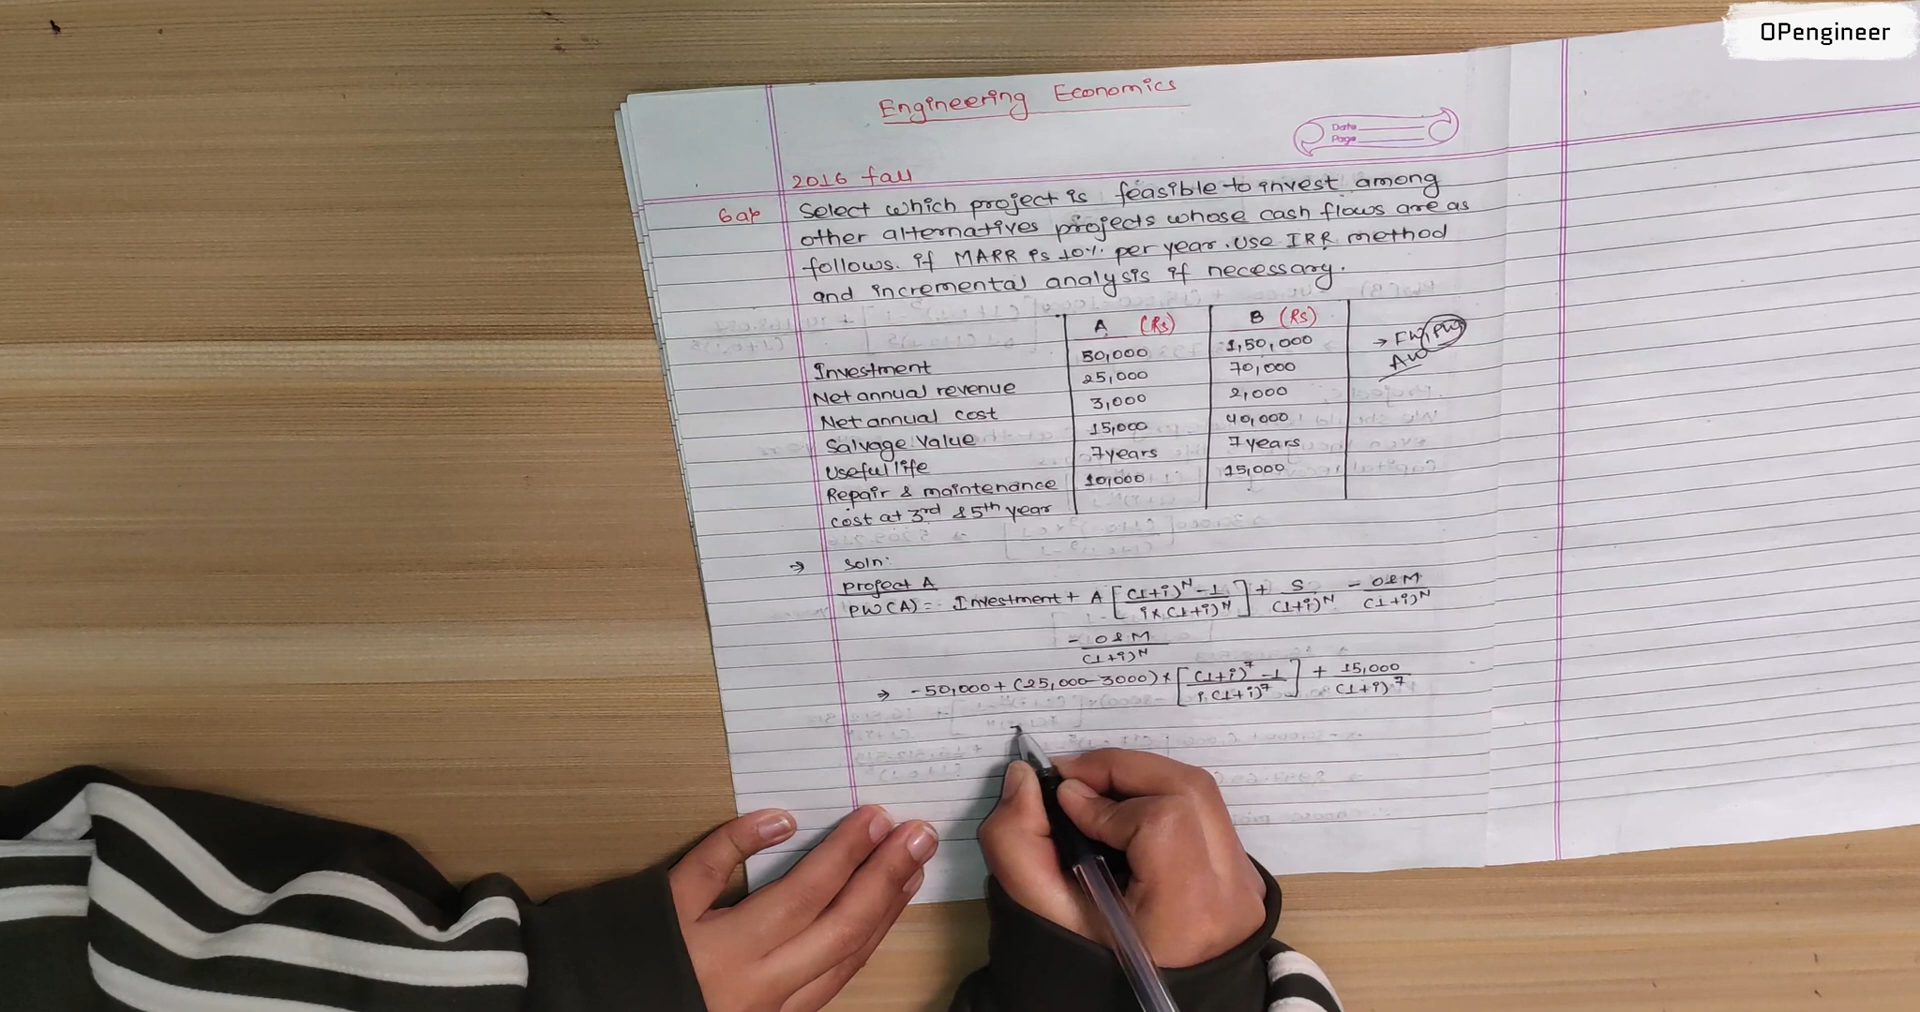 OPengineer
Engineering Economics
Date
Page
2016 fall
6 a) Select which project is feasible to invest among
other alternatives projects whose cash flows are as
follows. if MARR is 10% per year. Use IRR method
and incremental analysis if necessary.
A (Rs) B (Rs)
Investment 50,000 1,50,000 → FW, PW
Net annual revenue 25,000 70,000 AW
Net annual cost 3,000 2,000
Salvage Value 15,000 40,000
Useful life 7years 7years
Repair & maintenance 10,000 15,000
cost at 3rd & 5th year
→ soln:
project A
PW(A) = - Investment + A [ (1+i)^N - 1 / i×(1+i)^N ] + S / (1+i)^N - O&M / (1+i)^N
- O&M / (1+i)^N
⇒ -50,000 + (25,000 - 3000) × [ (1+i)^7 - 1 / i(1+i)^7 ] + 15,000 / (1+i)^7